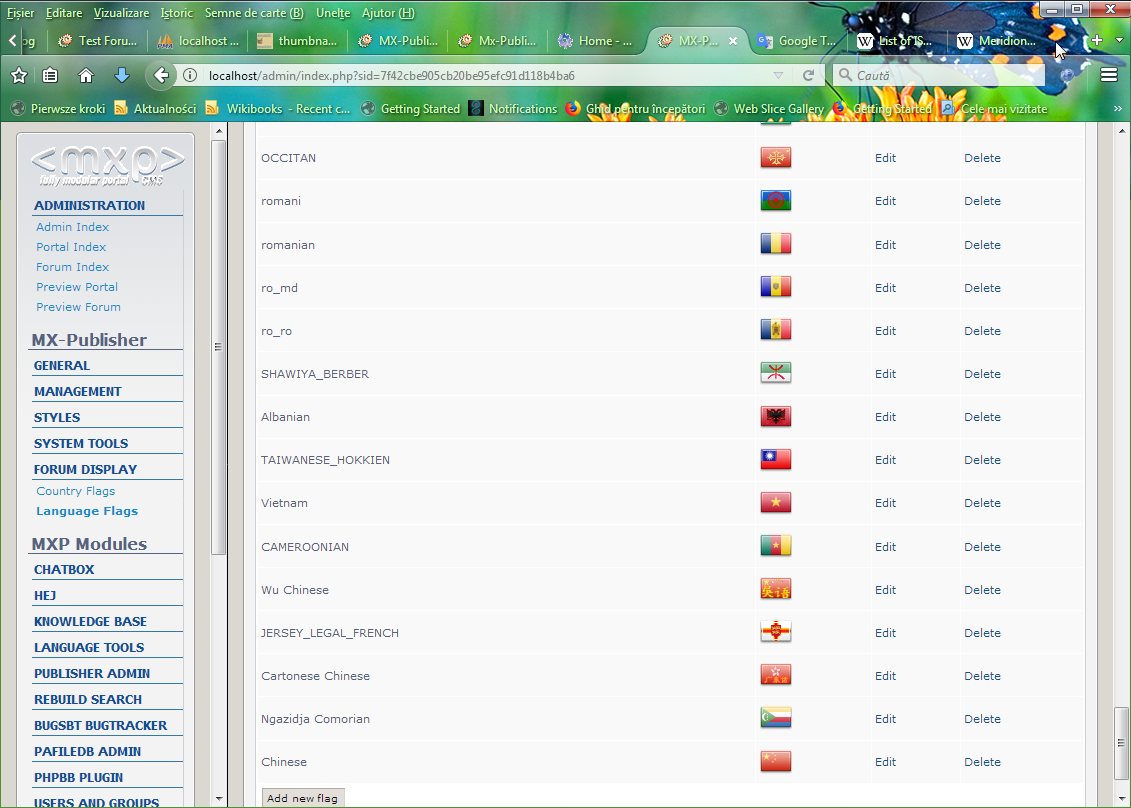 Fișier Editare Vizualizare Istoric Semne de carte (B) Unelte Ajutor (H)
og Test Foru... localhost ... thumbna... MX-Publi... Mx-Publi... Home - ... MX-P... Google T... List of IS... Meridion...
localhost/admin/index.php?sid=7f42cbe905cb20be95efc91d118b4ba6 Caută
Pierwsze kroki Aktualności Wikibooks - Recent c... Getting Started Notifications Ghid pentru începători Web Slice Gallery Getting Started Cele mai vizitate
<mxp>
fully modular portal CMS
ADMINISTRATION
Admin Index
Portal Index
Forum Index
Preview Portal
Preview Forum
MX-Publisher
GENERAL
MANAGEMENT
STYLES
SYSTEM TOOLS
FORUM DISPLAY
Country Flags
Language Flags
MXP Modules
CHATBOX
HEJ
KNOWLEDGE BASE
LANGUAGE TOOLS
PUBLISHER ADMIN
REBUILD SEARCH
BUGSBT BUGTRACKER
PAFILEDB ADMIN
PHPBB PLUGIN
USERS AND GROUPS
OCCITAN Edit Delete
romani Edit Delete
romanian Edit Delete
ro_md Edit Delete
ro_ro Edit Delete
SHAWIYA_BERBER Edit Delete
Albanian Edit Delete
TAIWANESE_HOKKIEN Edit Delete
Vietnam Edit Delete
CAMEROONIAN Edit Delete
Wu Chinese 英语 Edit Delete
JERSEY_LEGAL_FRENCH Edit Delete
Cartonese Chinese Edit Delete
Ngazidja Comorian Edit Delete
Chinese Edit Delete
Add new flag